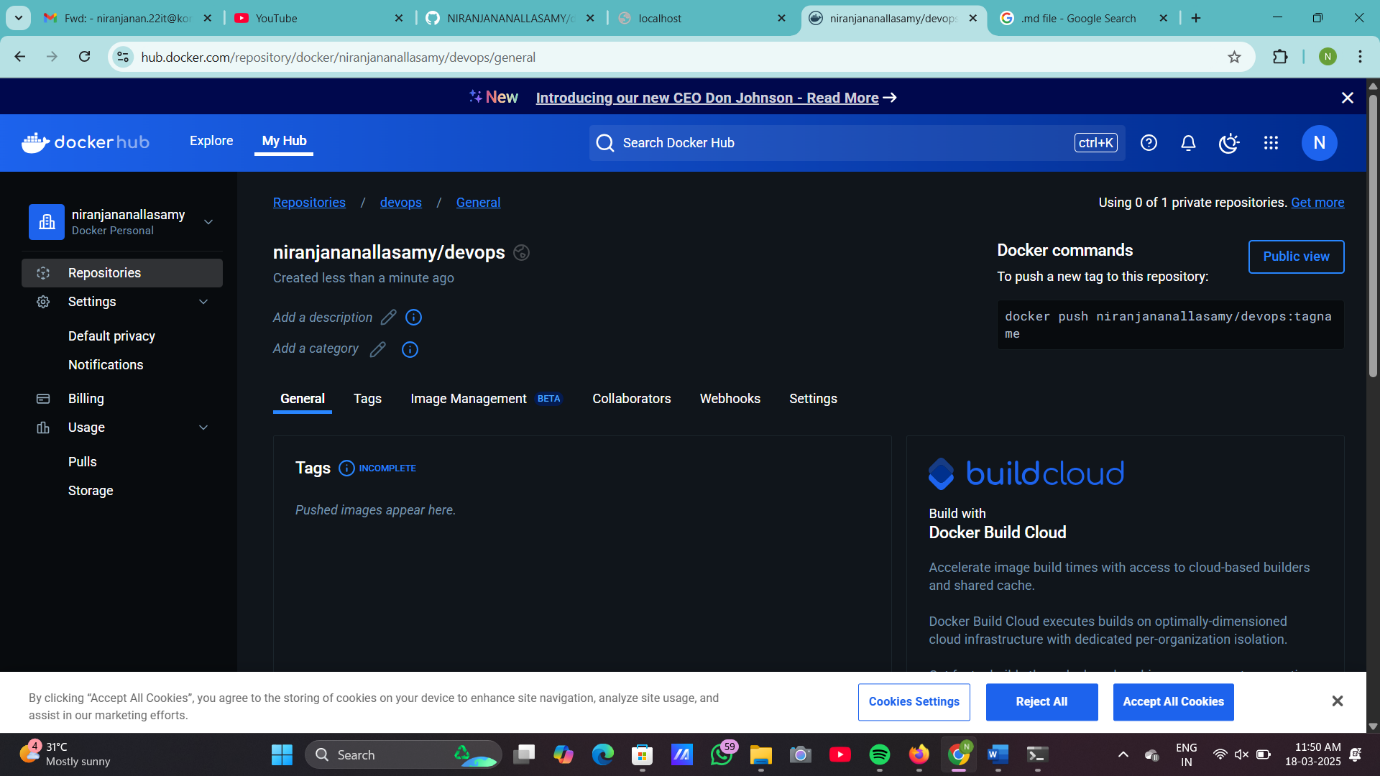 Fwd: - niranjanan.22it@kon
YouTube
NIRANJANANALLASAMY/d
localhost
niranjananallasamy/devops
.md file - Google Search
hub.docker.com/repository/docker/niranjananallasamy/devops/general
N
New Introducing our new CEO Don Johnson - Read More →
docker hub
Explore
My Hub
Search Docker Hub
ctrl+K
N
niranjananallasamy
Docker Personal
Repositories
Settings
Default privacy
Notifications
Billing
Usage
Pulls
Storage
Repositories / devops / General
Using 0 of 1 private repositories. Get more
niranjananallasamy/devops
Created less than a minute ago
Add a description
Add a category
Docker commands
Public view
To push a new tag to this repository:
docker push niranjananallasamy/devops:tagna
me
General
Tags
Image Management BETA
Collaborators
Webhooks
Settings
Tags INCOMPLETE
Pushed images appear here.
buildcloud
Build with
Docker Build Cloud
Accelerate image build times with access to cloud-based builders
and shared cache.
Docker Build Cloud executes builds on optimally-dimensioned
cloud infrastructure with dedicated per-organization isolation.
By clicking “Accept All Cookies”, you agree to the storing of cookies on your device to enhance site navigation, analyze site usage, and
assist in our marketing efforts.
Cookies Settings
Reject All
Accept All Cookies
4
31°C
Mostly sunny
Search
59
N
ENG
IN
11:50 AM
18-03-2025